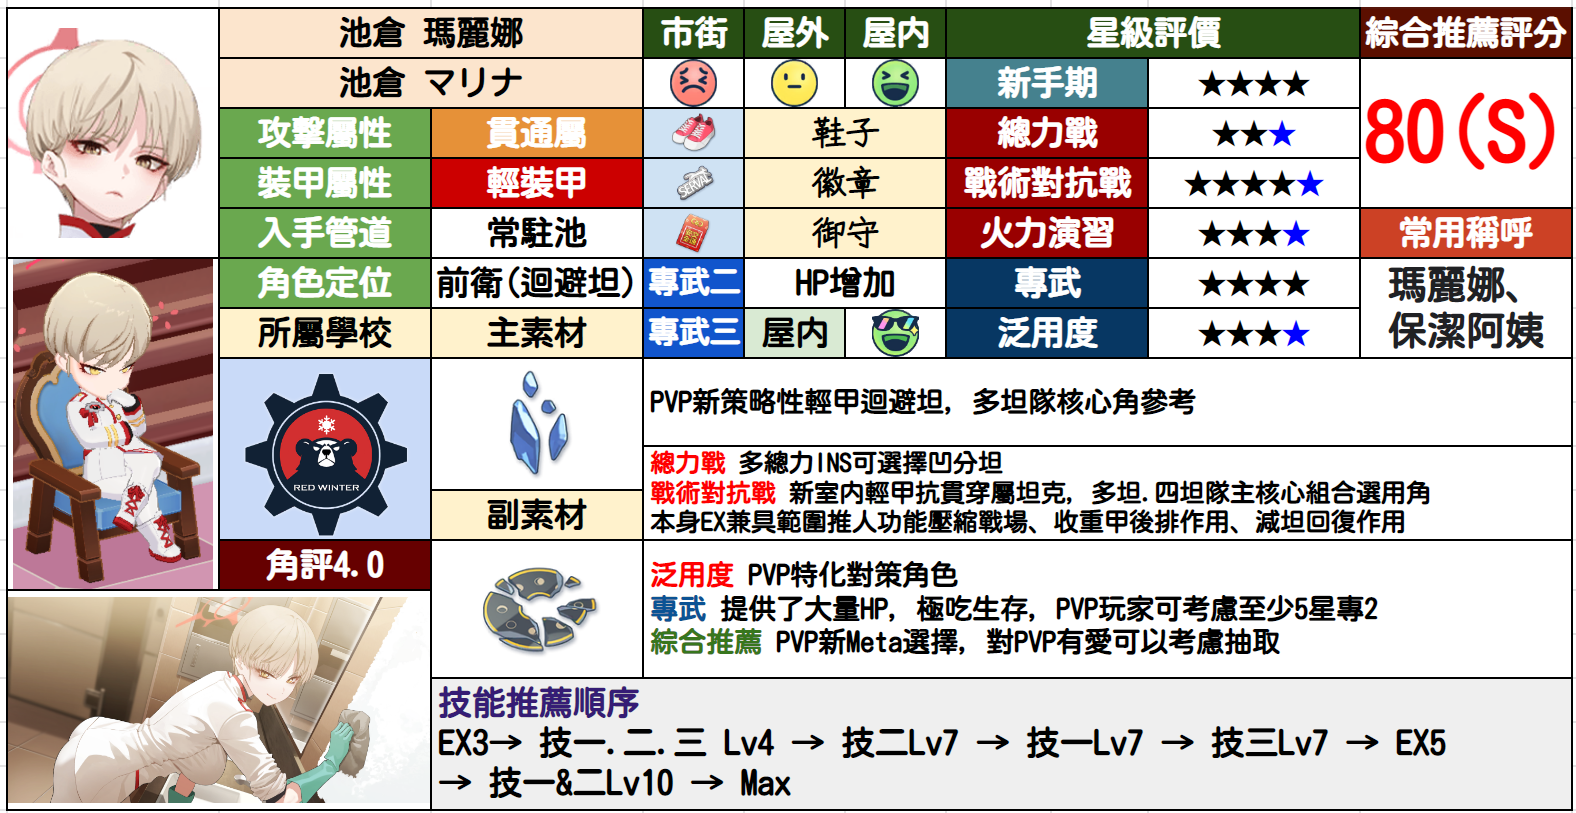 池倉 瑪麗娜 市街 屋外 屋內 星級評價 綜合推薦評分
池倉 マリナ 新手期 ★★★★ 80(S)
攻擊屬性 貫通屬 鞋子 總力戰 ★★★
裝甲屬性 輕裝甲 SERVAL 徽章 戰術對抗戰 ★★★★★
入手管道 常駐池 御守 火力演習 ★★★★ 常用稱呼
角色定位 前衛(迴避坦) 專武二 HP增加 專武 ★★★★ 瑪麗娜、
所屬學校 主素材 專武三 屋內 泛用度 ★★★★ 保潔阿姨
PVP新策略性輕甲迴避坦, 多坦隊核心角參考
RED WINTER
總力戰 多總力INS可選擇凹分坦
戰術對抗戰 新室內輕甲抗貫穿屬坦克, 多坦.四坦隊主核心組合選用角
本身EX兼具範圍推人功能壓縮戰場、收重甲後排作用、減坦回復作用
副素材
角評4.0
泛用度 PVP特化對策角色
專武 提供了大量HP, 極吃生存, PVP玩家可考慮至少5星專2
綜合推薦 PVP新Meta選擇, 對PVP有愛可以考慮抽取
技能推薦順序
EX3→ 技一.二.三 Lv4 → 技二Lv7 → 技一Lv7 → 技三Lv7 → EX5
→ 技一&二Lv10 → Max